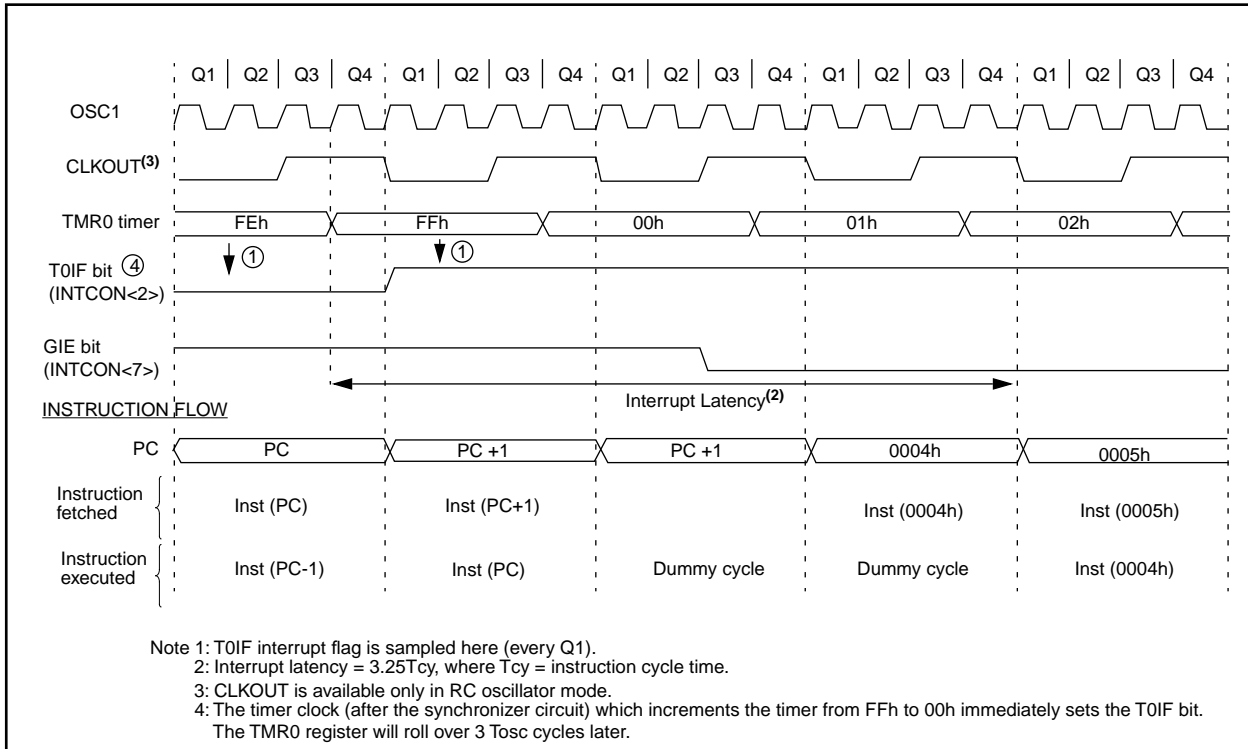 Q1 Q2 Q3 Q4 Q1 Q2 Q3 Q4 Q1 Q2 Q3 Q4 Q1 Q2 Q3 Q4 Q1 Q2 Q3 Q4
OSC1
CLKOUT(3)
TMR0 timer FEh FFh 00h 01h 02h
1 1
T0IF bit 4
(INTCON<2>)
GIE bit
(INTCON<7>)
Interrupt Latency(2)
INSTRUCTION FLOW
PC PC PC +1 PC +1 0004h 0005h
Instruction
fetched
Inst (PC) Inst (PC+1) Inst (0004h) Inst (0005h)
Instruction
executed
Inst (PC-1) Inst (PC) Dummy cycle Dummy cycle Inst (0004h)
Note 1: T0IF interrupt flag is sampled here (every Q1).
2: Interrupt latency = 3.25Tcy, where Tcy = instruction cycle time.
3: CLKOUT is available only in RC oscillator mode.
4: The timer clock (after the synchronizer circuit) which increments the timer from FFh to 00h immediately sets the T0IF bit.
The TMR0 register will roll over 3 Tosc cycles later.